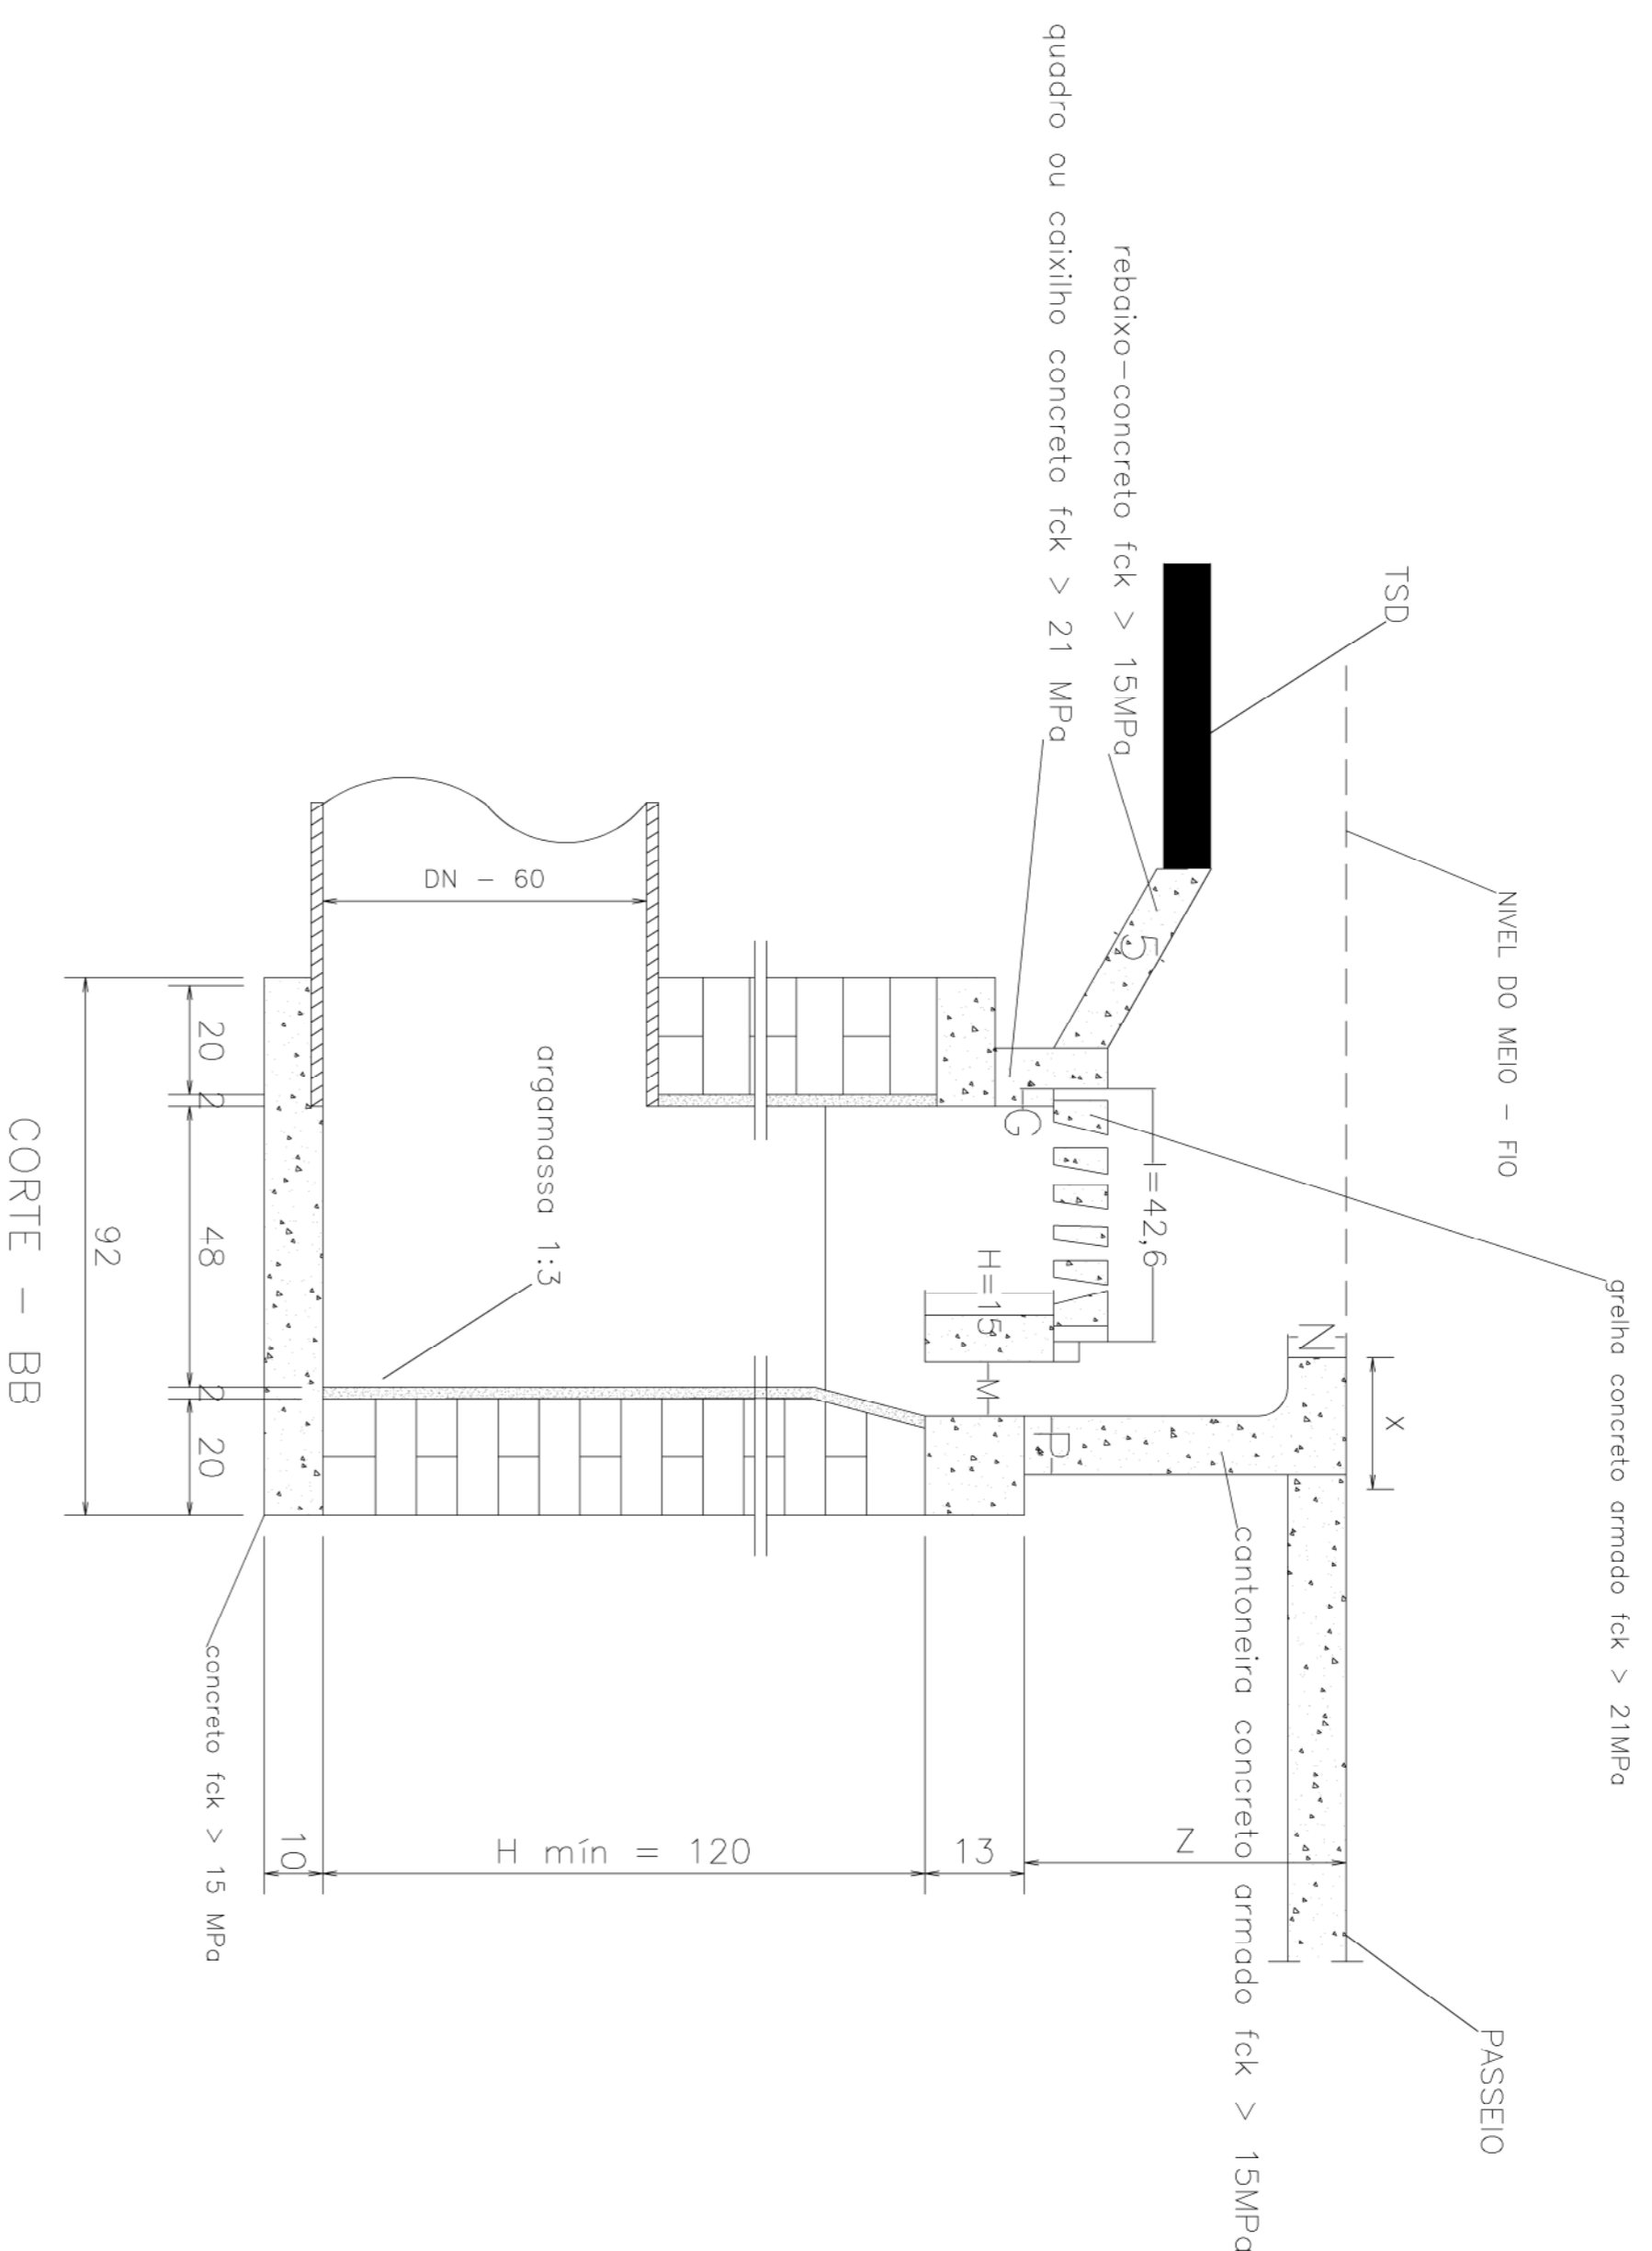 grelha concreto armado fck > 21MPa
NIVEL DO MEIO - FIO
PASSEIO
TSD
X
N
cantoneira concreto armado fck > 15MPa
Z
I=42,6
rebaixo-concreto fck > 15MPa
5
quadro ou caixilho concreto fck > 21 MPa
G
H=15
M
P
13
H mín = 120
10
DN - 60
argamassa 1:3
concreto fck > 15 MPa
20
2
48
2
20
92
CORTE - BB